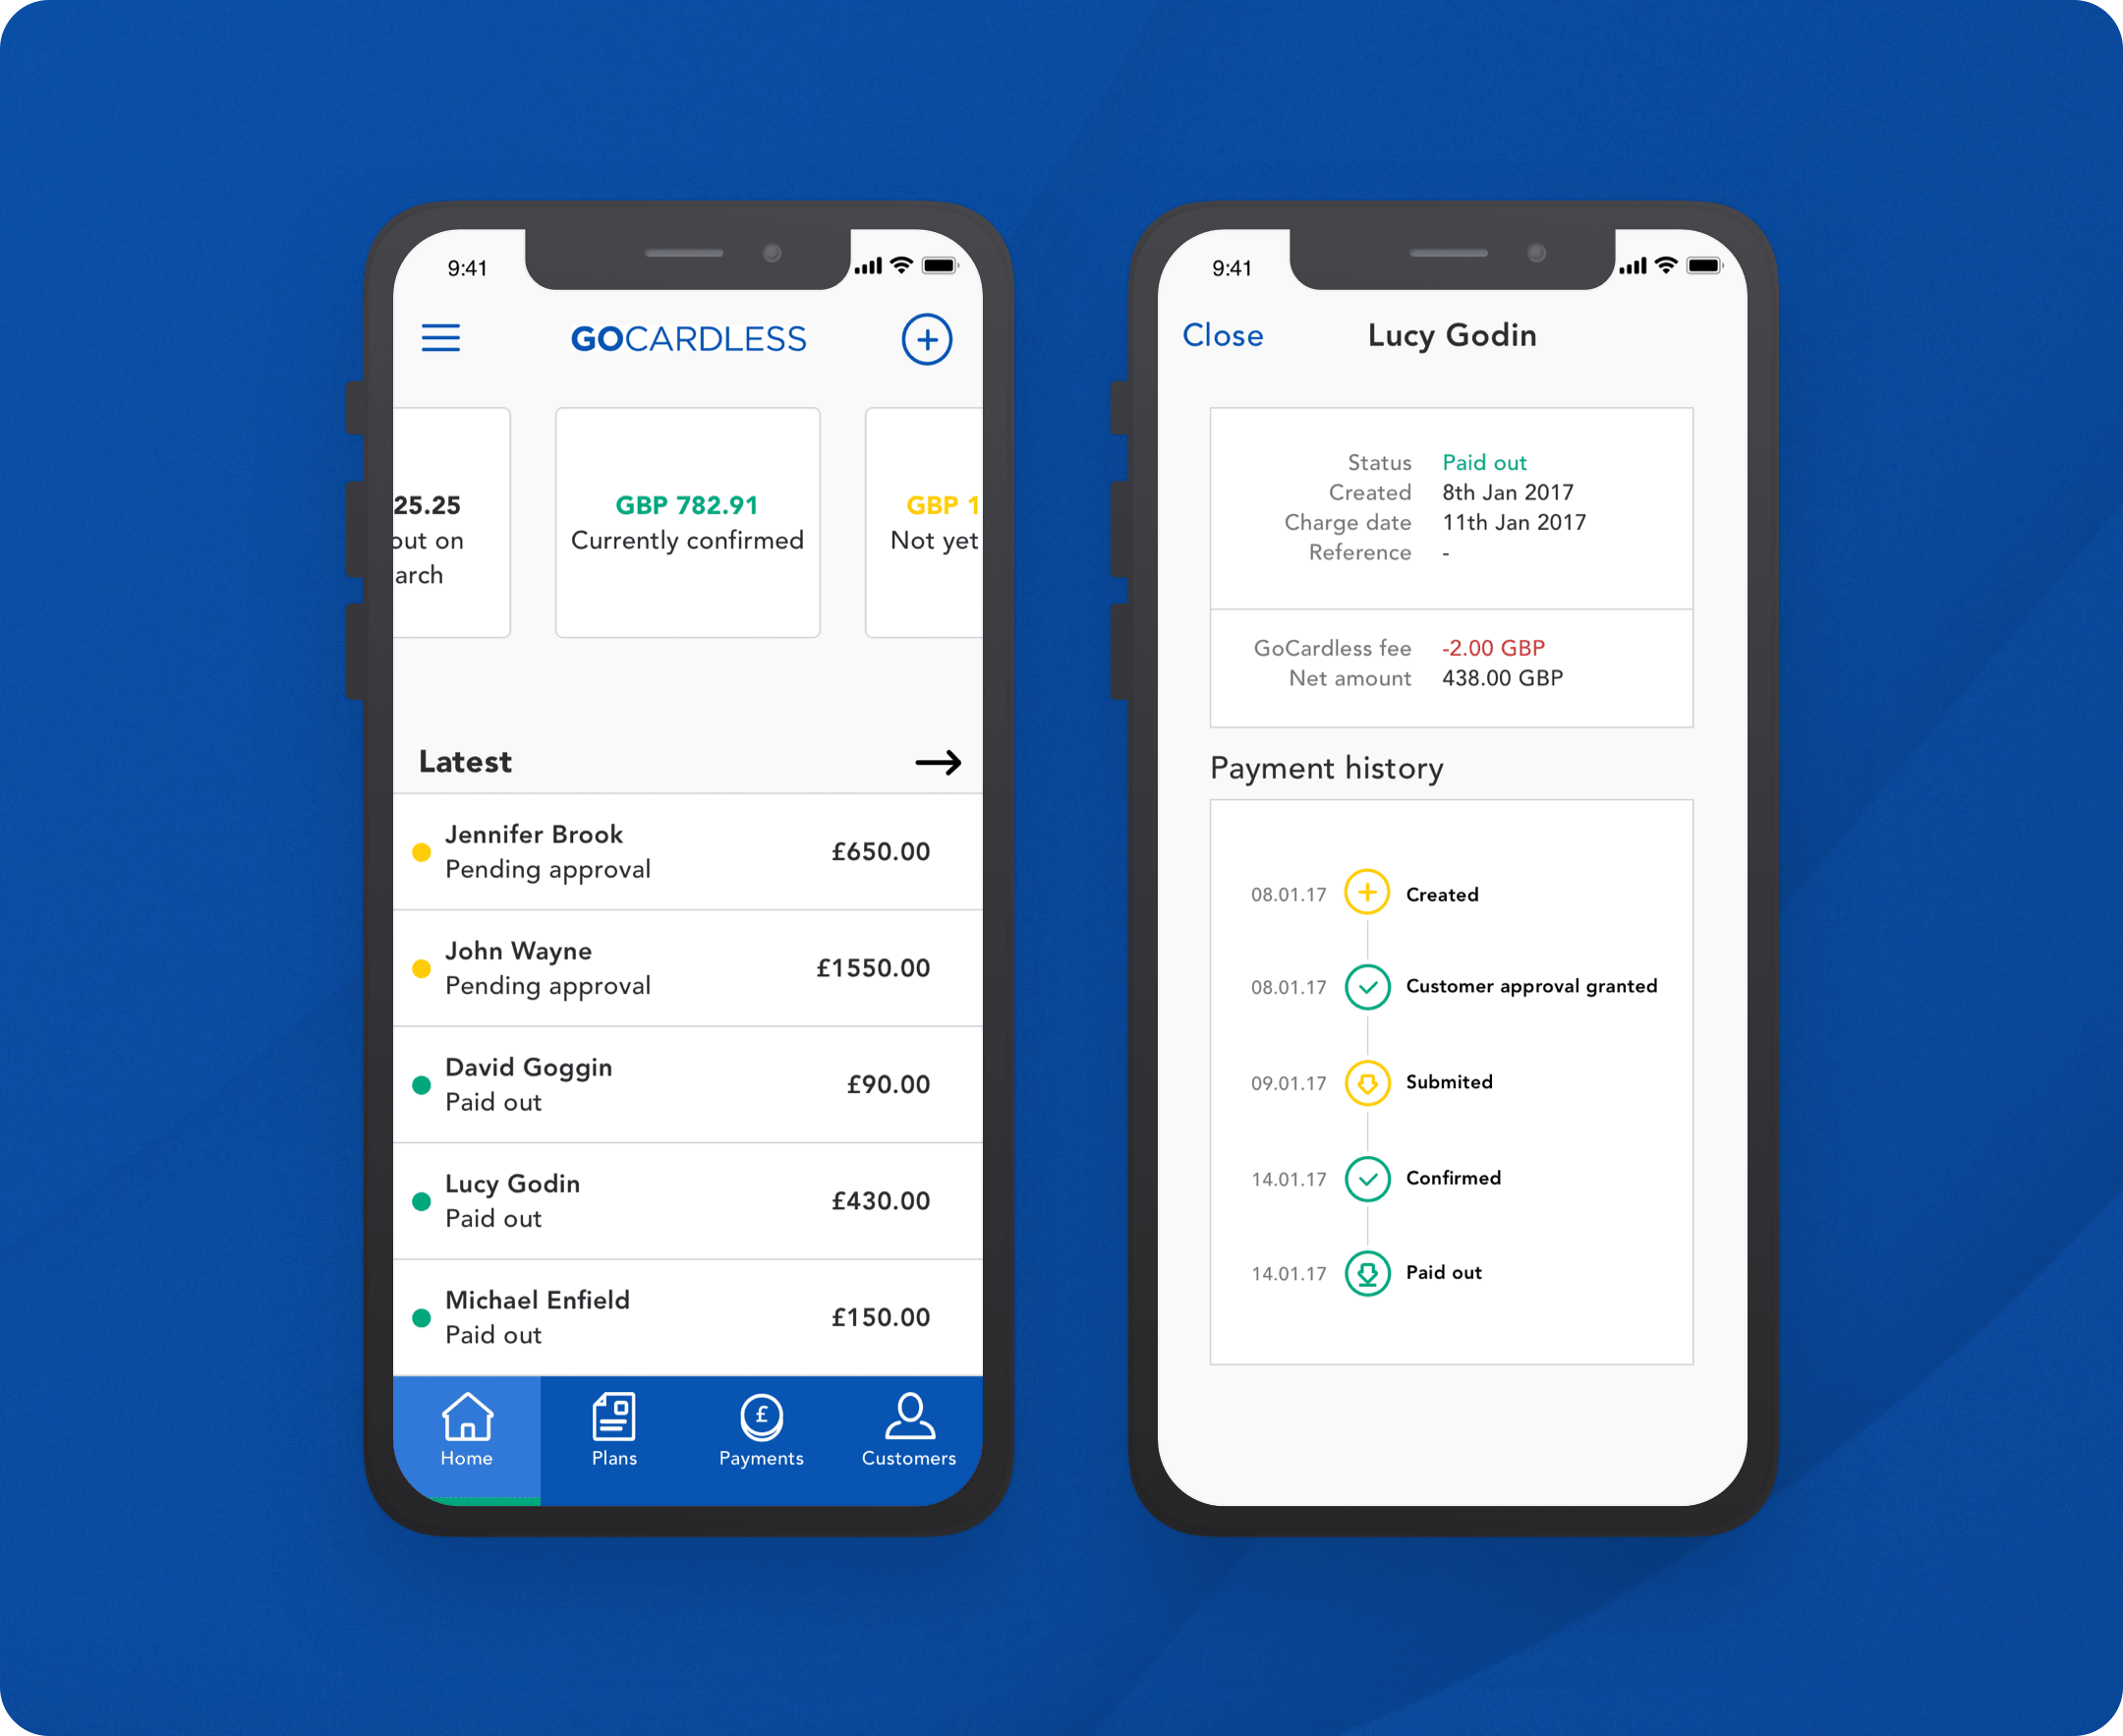 9:41
GOCARDLESS
25.25
out on
arch
GBP 782.91
Currently confirmed
GBP 1
Not yet
Latest
Jennifer Brook
Pending approval
£650.00
John Wayne
Pending approval
£1550.00
David Goggin
Paid out
£90.00
Lucy Godin
Paid out
£430.00
Michael Enfield
Paid out
£150.00
Home
Plans
£
Payments
Customers
9:41
Close
Lucy Godin
Status Paid out
Created 8th Jan 2017
Charge date 11th Jan 2017
Reference -
GoCardless fee -2.00 GBP
Net amount 438.00 GBP
Payment history
08.01.17 Created
08.01.17 Customer approval granted
09.01.17 Submited
14.01.17 Confirmed
14.01.17 Paid out